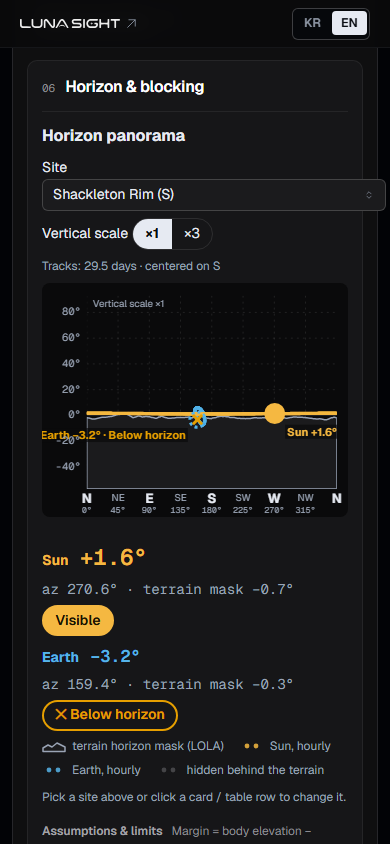 LUNA SIGHT ↗
KR EN
06 Horizon & blocking
Horizon panorama
Site
Shackleton Rim (S)
Vertical scale ×1 ×3
Tracks: 29.5 days · centered on S
Vertical scale ×1
80°
60°
40°
20°
0°
Earth −3.2° · Below horizon
Sun +1.6°
−20°
−40°
N NE E SE S SW W NW N
0° 45° 90° 135° 180° 225° 270° 315°
Sun +1.6°
az 270.6° · terrain mask −0.7°
Visible
Earth −3.2°
az 159.4° · terrain mask −0.3°
✕ Below horizon
terrain horizon mask (LOLA) Sun, hourly
Earth, hourly hidden behind the terrain
Pick a site above or click a card / table row to change it.
Assumptions & limits Margin = body elevation −